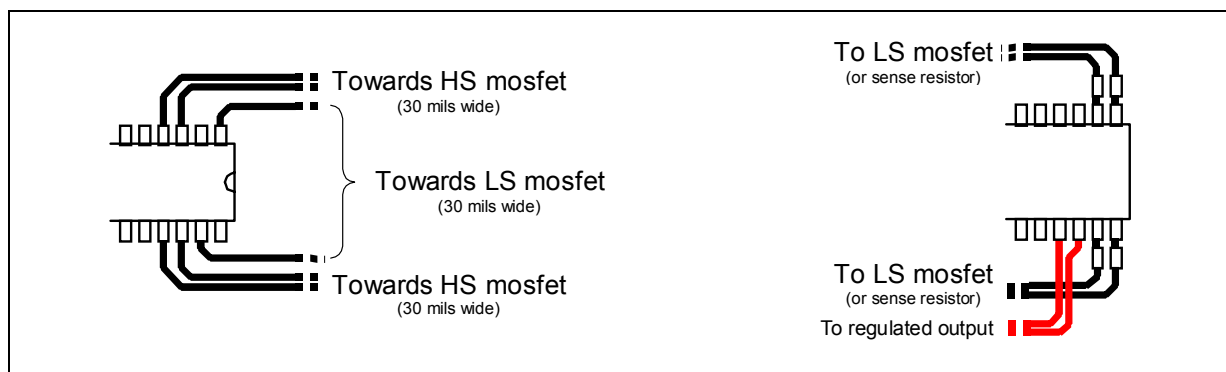 Towards HS mosfet
(30 mils wide)
Towards LS mosfet
(30 mils wide)
Towards HS mosfet
(30 mils wide)
To LS mosfet
(or sense resistor)
To LS mosfet
(or sense resistor)
To regulated output